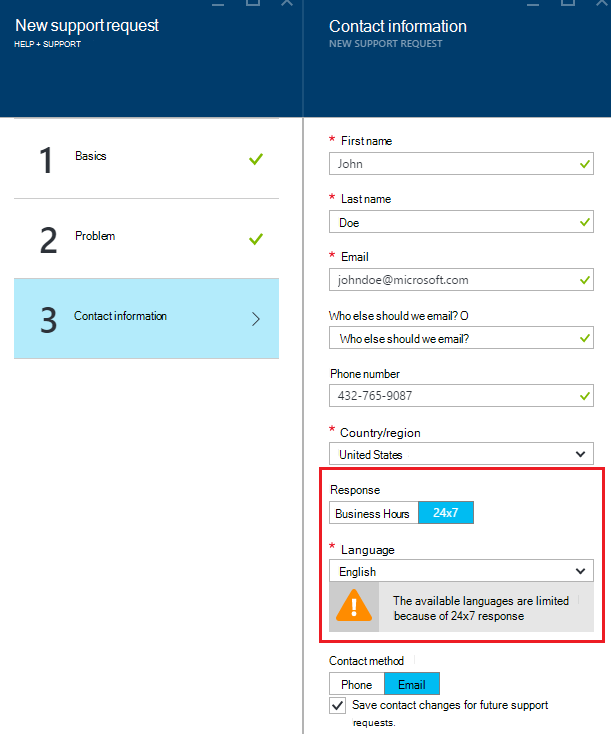 New support request
HELP + SUPPORT
1
Basics
2
Problem
3
Contact information
Contact information
NEW SUPPORT REQUEST
* First name
John
* Last name
Doe
* Email
johndoe@microsoft.com
Who else should we email? O
Who else should we email?
Phone number
432-765-9087
* Country/region
United States
Response
Business Hours 24x7
* Language
English
The available languages are limited
because of 24x7 response
Contact method
Phone Email
Save contact changes for future support
requests.